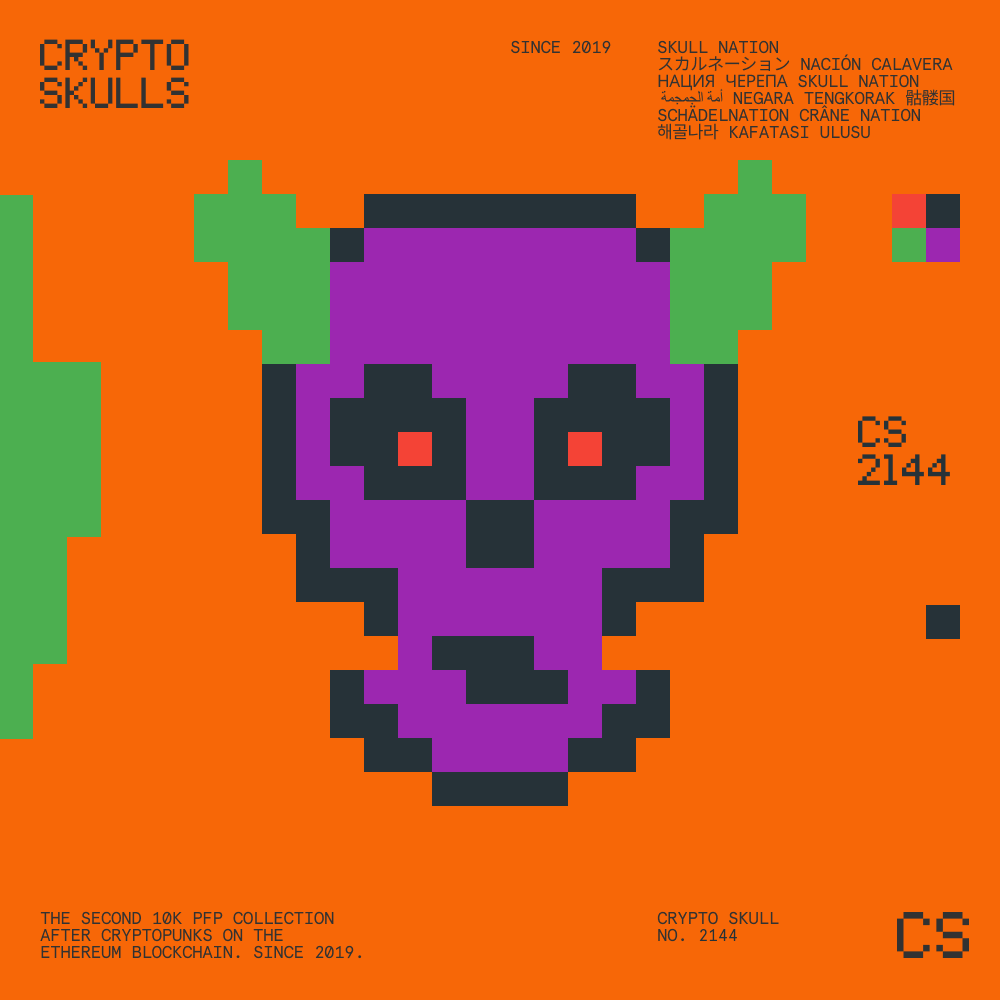 CRYPTO
SKULLS
SINCE 2019
SKULL NATION
スカルネーション NACIÓN CALAVERA
НАЦИЯ ЧЕРЕПА SKULL NATION
أمة الجمجمة NEGARA TENGKORAK 骷髅国
SCHÄDELNATION CRÂNE NATION
해골나라 KAFATASI ULUSU
CS
2144
THE SECOND 10K PFP COLLECTION
AFTER CRYPTOPUNKS ON THE
ETHEREUM BLOCKCHAIN. SINCE 2019.
CRYPTO SKULL
NO. 2144
CS